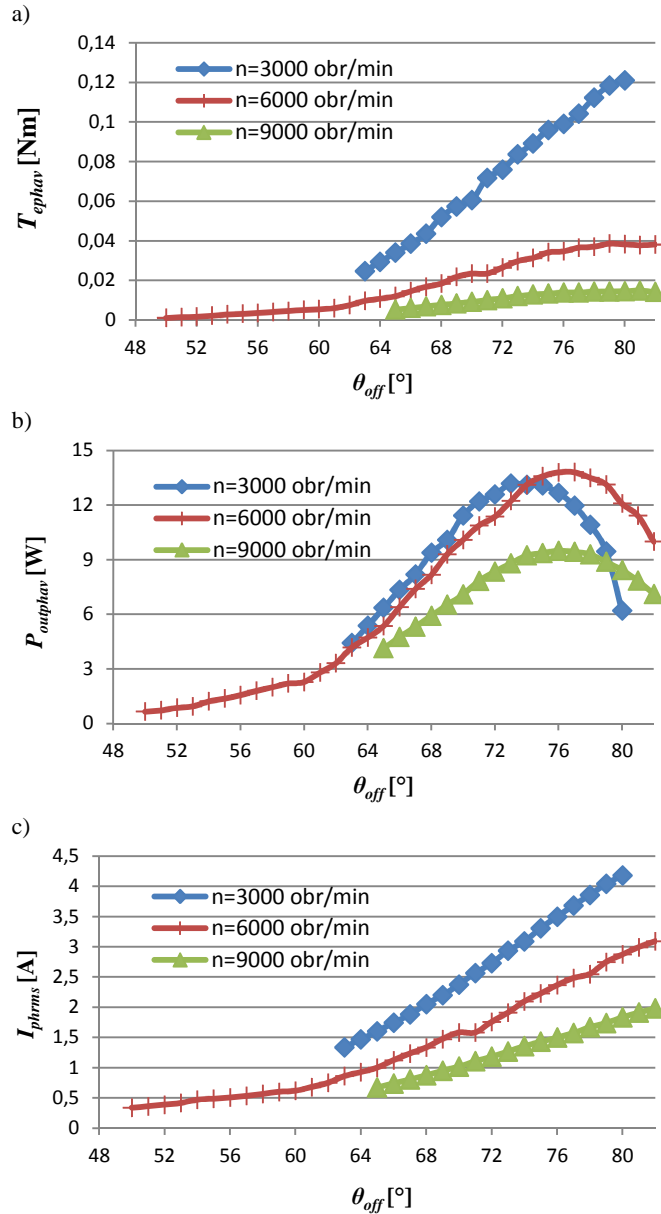 a)
0,14
0,12
0,1
0,08
0,06
0,04
0,02
0
T_ephav [Nm]
n=3000 obr/min
n=6000 obr/min
n=9000 obr/min
48 52 56 60 64 68 72 76 80
θ_off [°]
b)
15
12
9
6
3
0
P_outphav [W]
n=3000 obr/min
n=6000 obr/min
n=9000 obr/min
48 52 56 60 64 68 72 76 80
θ_off [°]
c)
4,5
4
3,5
3
2,5
2
1,5
1
0,5
0
I_phrms [A]
n=3000 obr/min
n=6000 obr/min
n=9000 obr/min
48 52 56 60 64 68 72 76 80
θ_off [°]